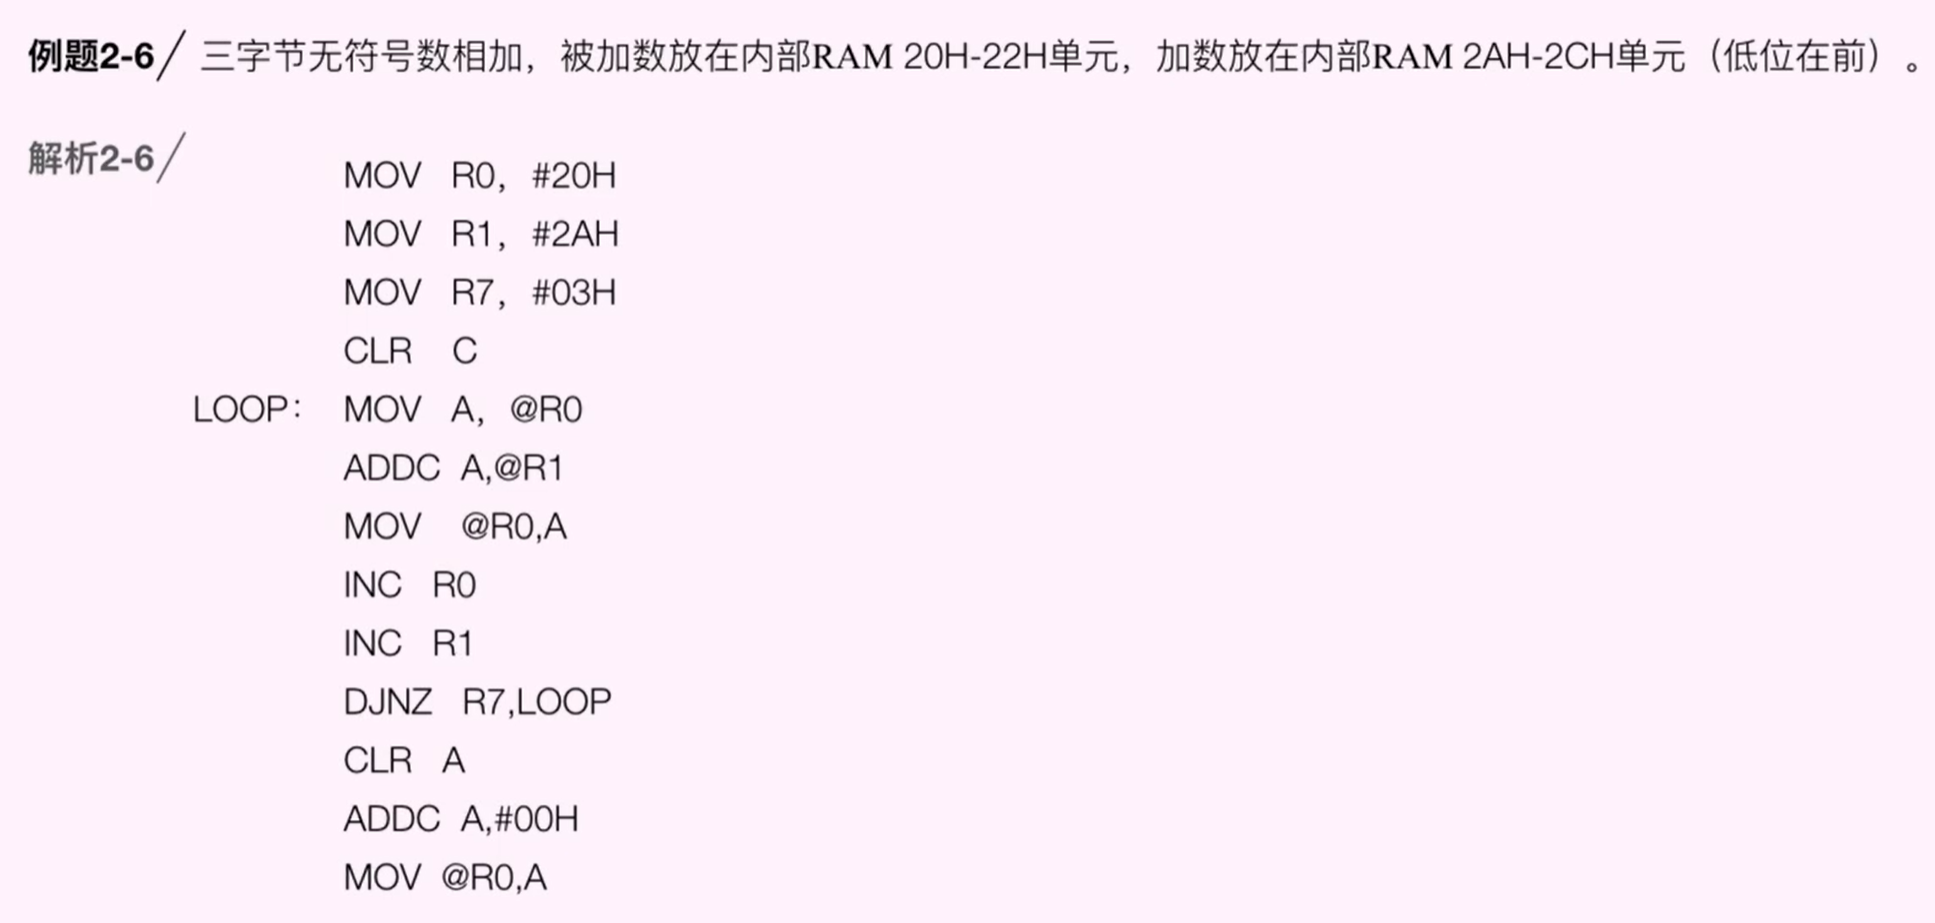 例题2-6/ 三字节无符号数相加，被加数放在内部RAM 20H-22H单元，加数放在内部RAM 2AH-2CH单元（低位在前）。
解析2-6/
MOV R0, #20H
MOV R1, #2AH
MOV R7, #03H
CLR C
LOOP: MOV A, @R0
ADDC A,@R1
MOV @R0,A
INC R0
INC R1
DJNZ R7,LOOP
CLR A
ADDC A,#00H
MOV @R0,A